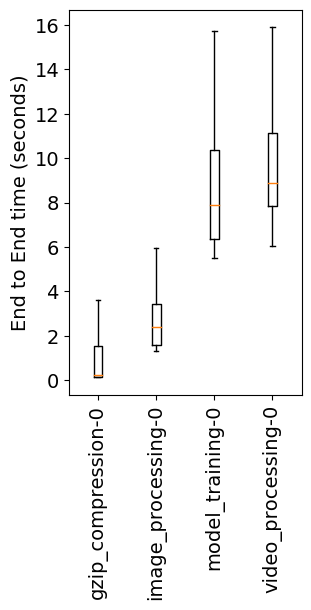 End to End time (seconds)
16
14
12
10
8
6
4
2
0
gzip_compression-0
image_processing-0
model_training-0
video_processing-0